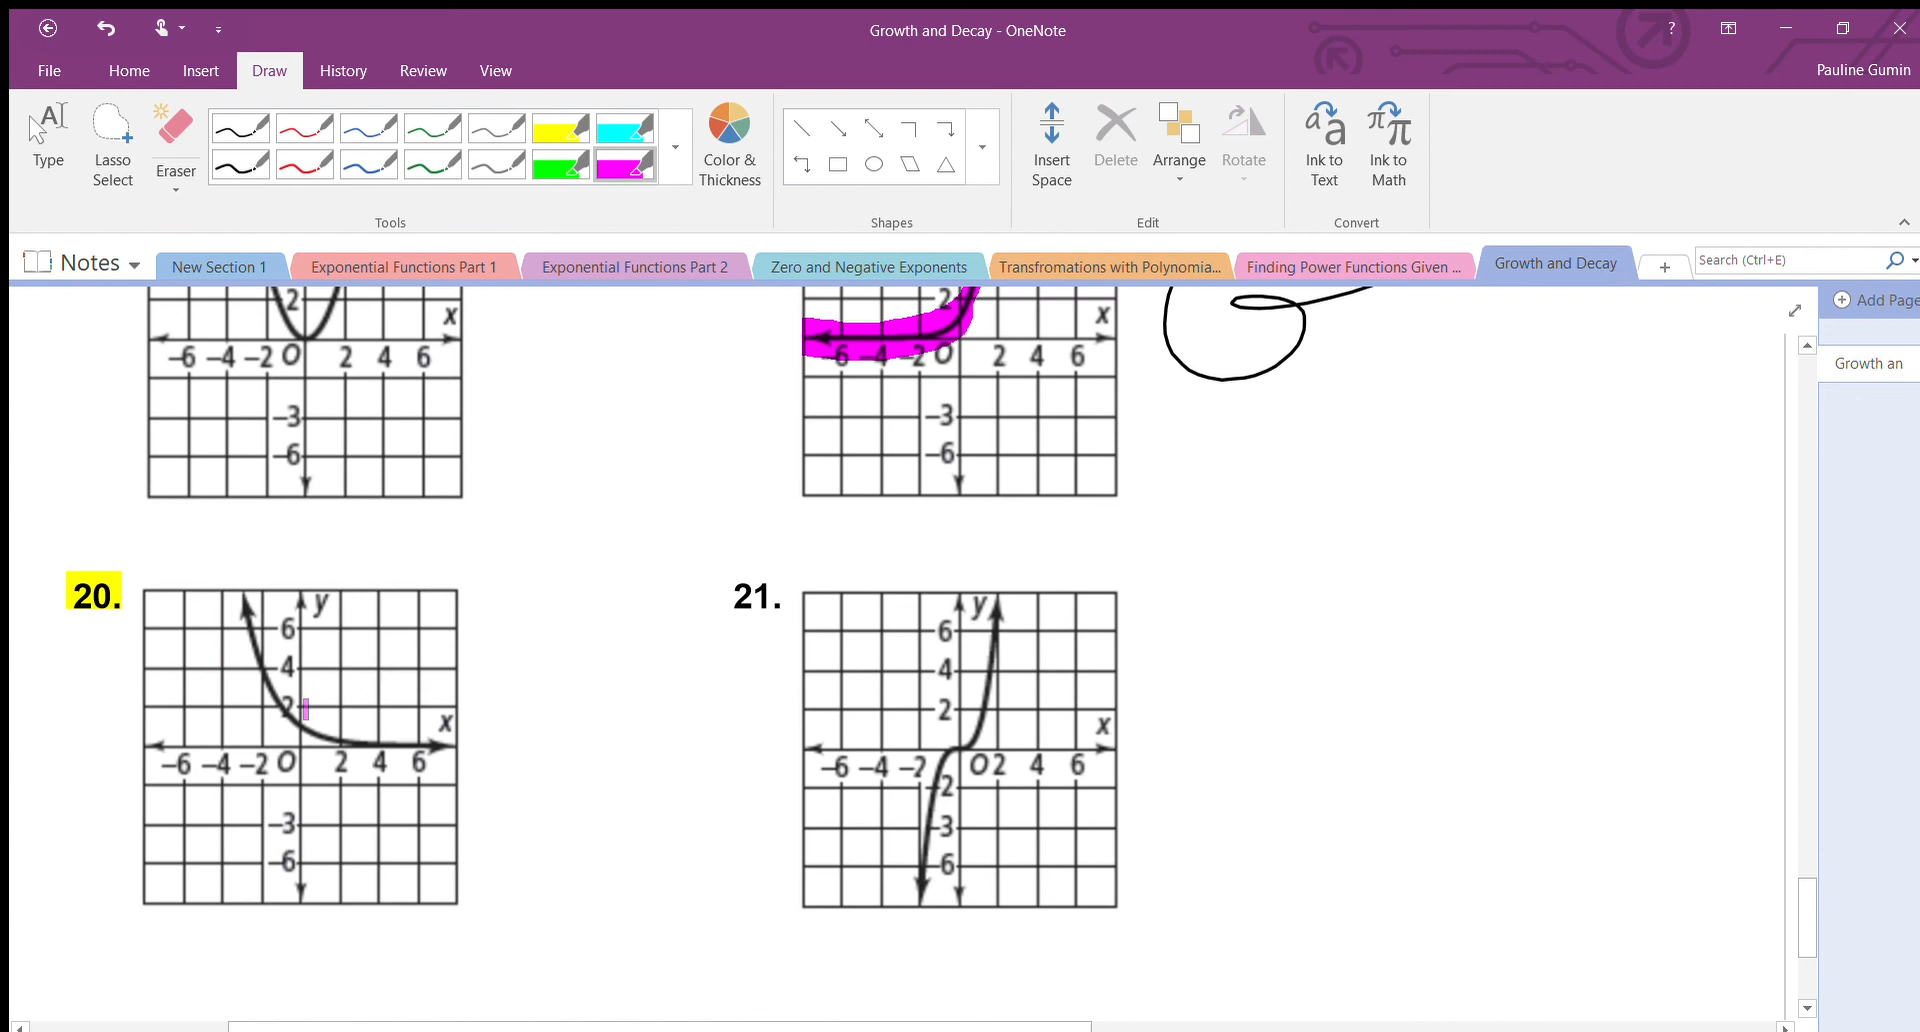 Growth and Decay - OneNote
?
File Home Insert Draw History Review View
Pauline Gumin
Type
Lasso Select
Eraser
Color & Thickness
Insert Space
Delete
Arrange
Rotate
Ink to Text
Ink to Math
Tools
Shapes
Edit
Convert
Notes
New Section 1
Exponential Functions Part 1
Exponential Functions Part 2
Zero and Negative Exponents
Transfromations with Polynomia...
Finding Power Functions Given ...
Growth and Decay
Search (Ctrl+E)
Add Page
Growth an
2
x
-6 -4 -2 O 2 4 6
-3
-6
2
x
-6 -4 -2 O 2 4 6
-3
-6
20.
y
6
4
2
x
-6 -4 -2 O 2 4 6
-3
-6
21.
y
6
4
2
x
-6 -4 -2 O 2 4 6
-2
-3
-6